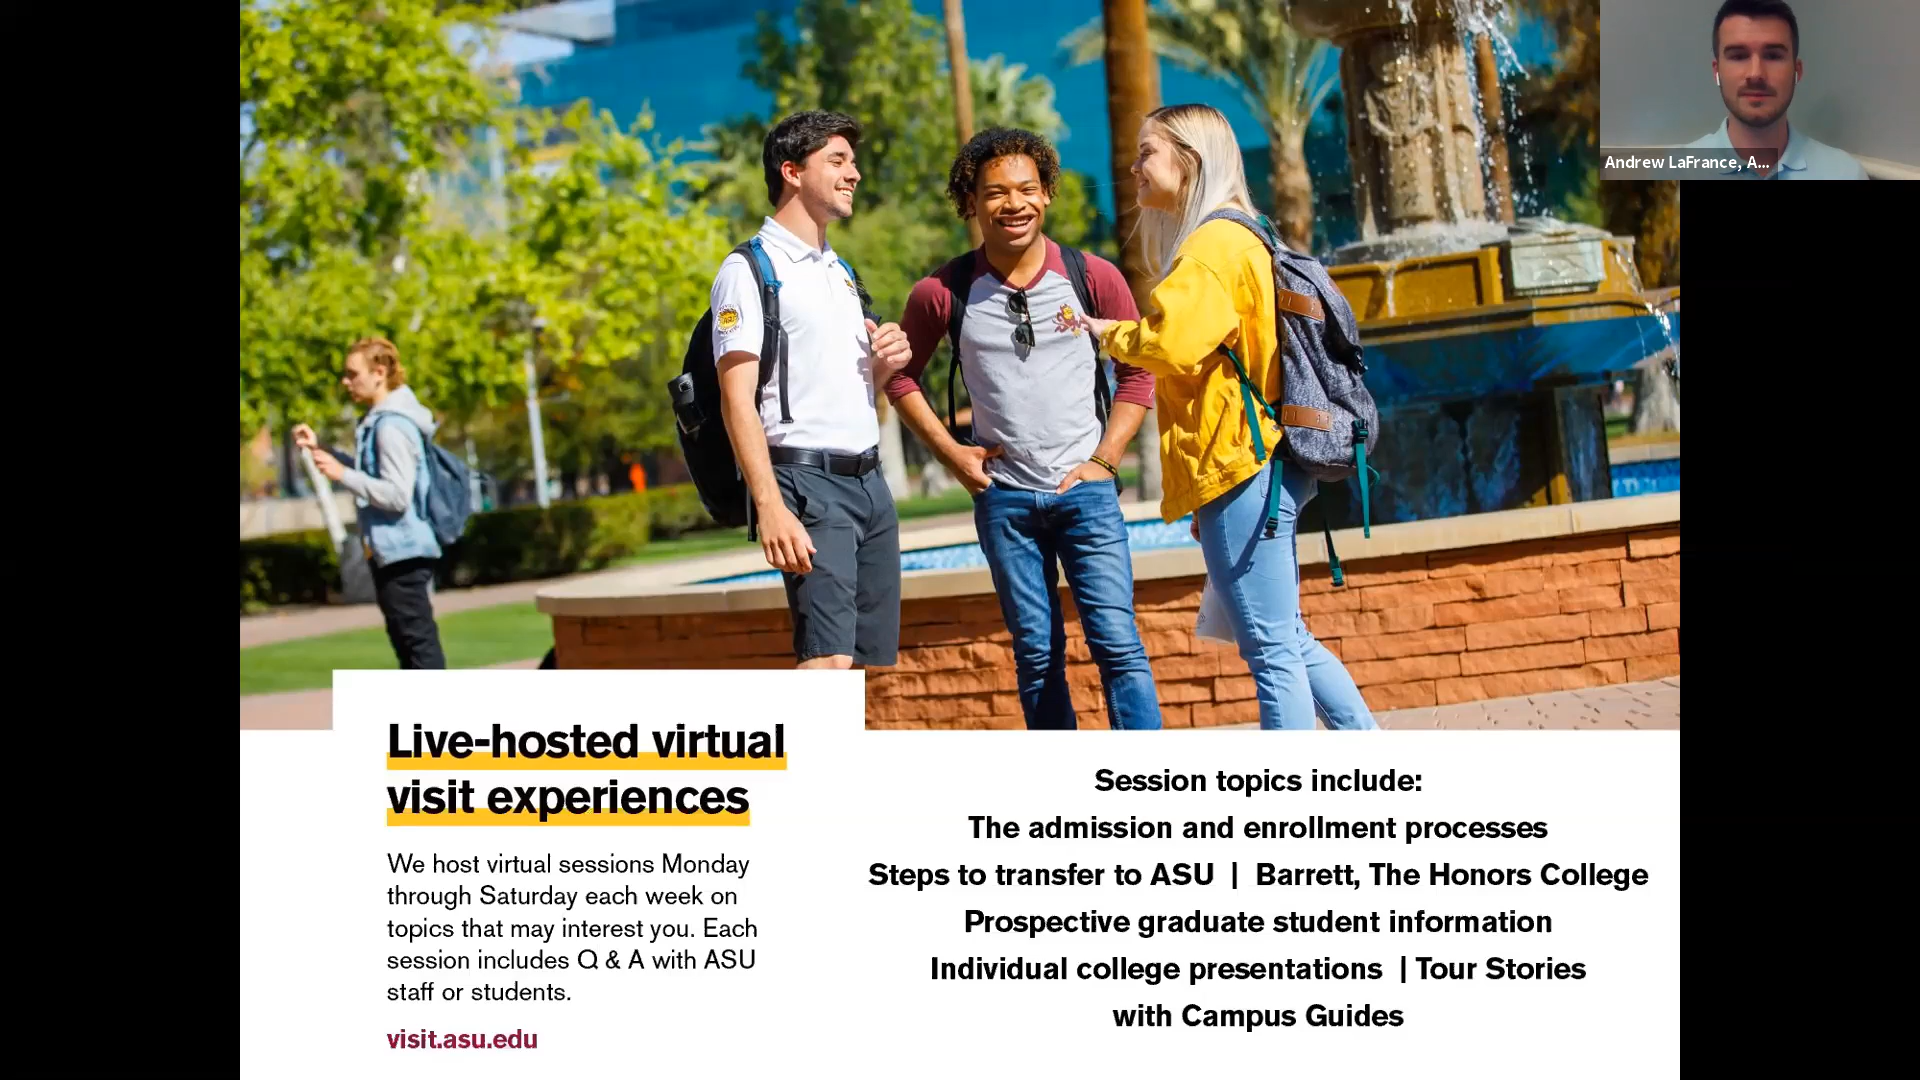 Andrew LaFrance, A...
Live-hosted virtual
visit experiences
We host virtual sessions Monday
through Saturday each week on
topics that may interest you. Each
session includes Q & A with ASU
staff or students.
visit.asu.edu
Session topics include:
The admission and enrollment processes
Steps to transfer to ASU | Barrett, The Honors College
Prospective graduate student information
Individual college presentations | Tour Stories
with Campus Guides